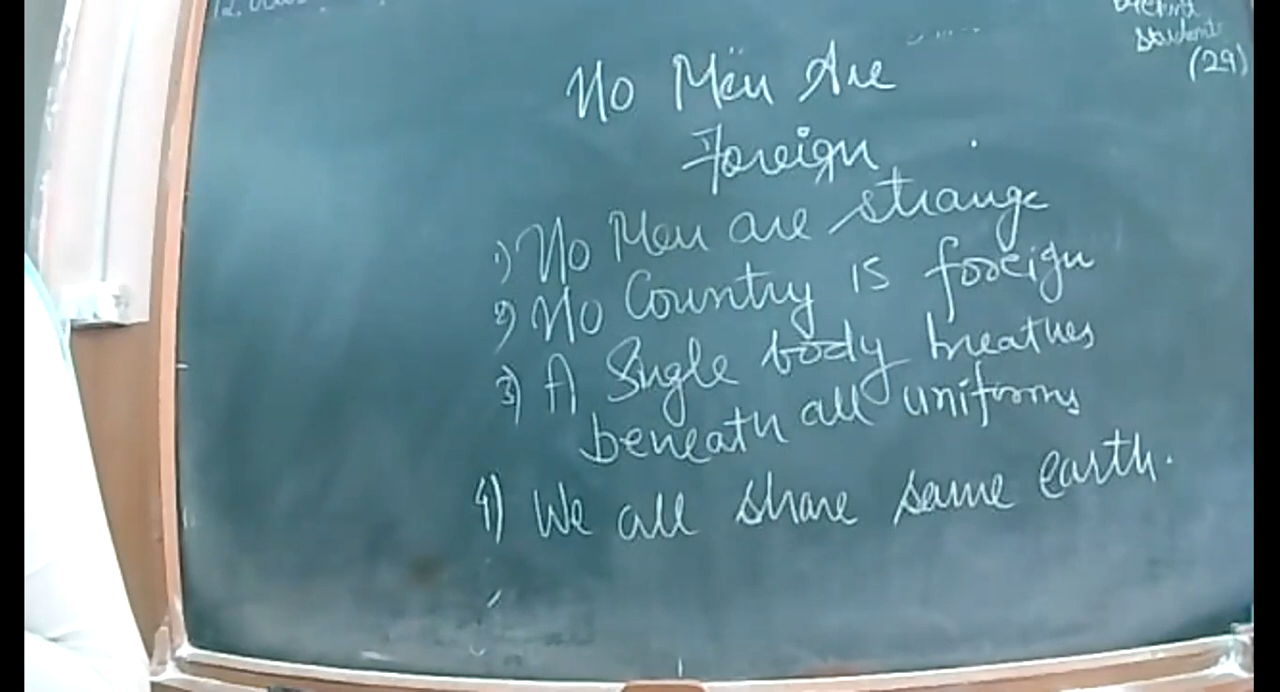 students
(29)
No Men Are
Foreign
1) No Men are strange
2) No Country is foreign
3) A Single body breathes
beneath all uniforms
4) We all share same earth.